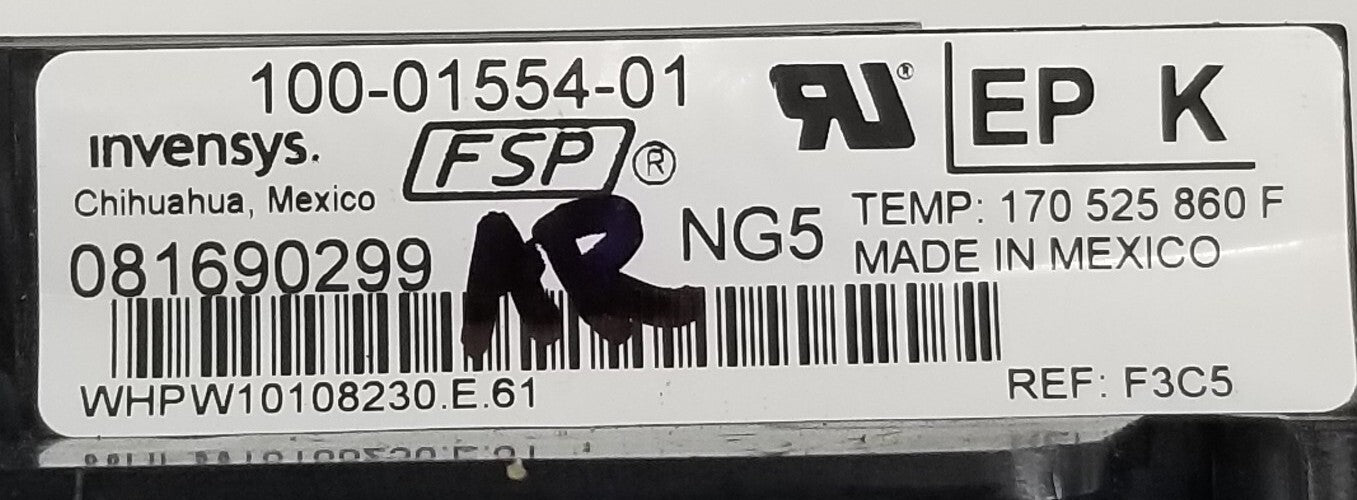 100-01554-01
invensys.
FSP®
Chihuahua, Mexico
081690299
AR
NG5
WHPW10108230.E.61
RU®
EP K
TEMP: 170 525 860 F
MADE IN MEXICO
REF: F3C5